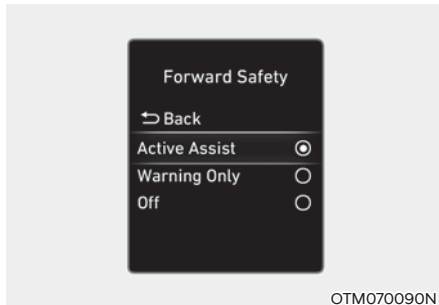 Forward Safety
Back
Active Assist
Warning Only
Off
OTM070090N